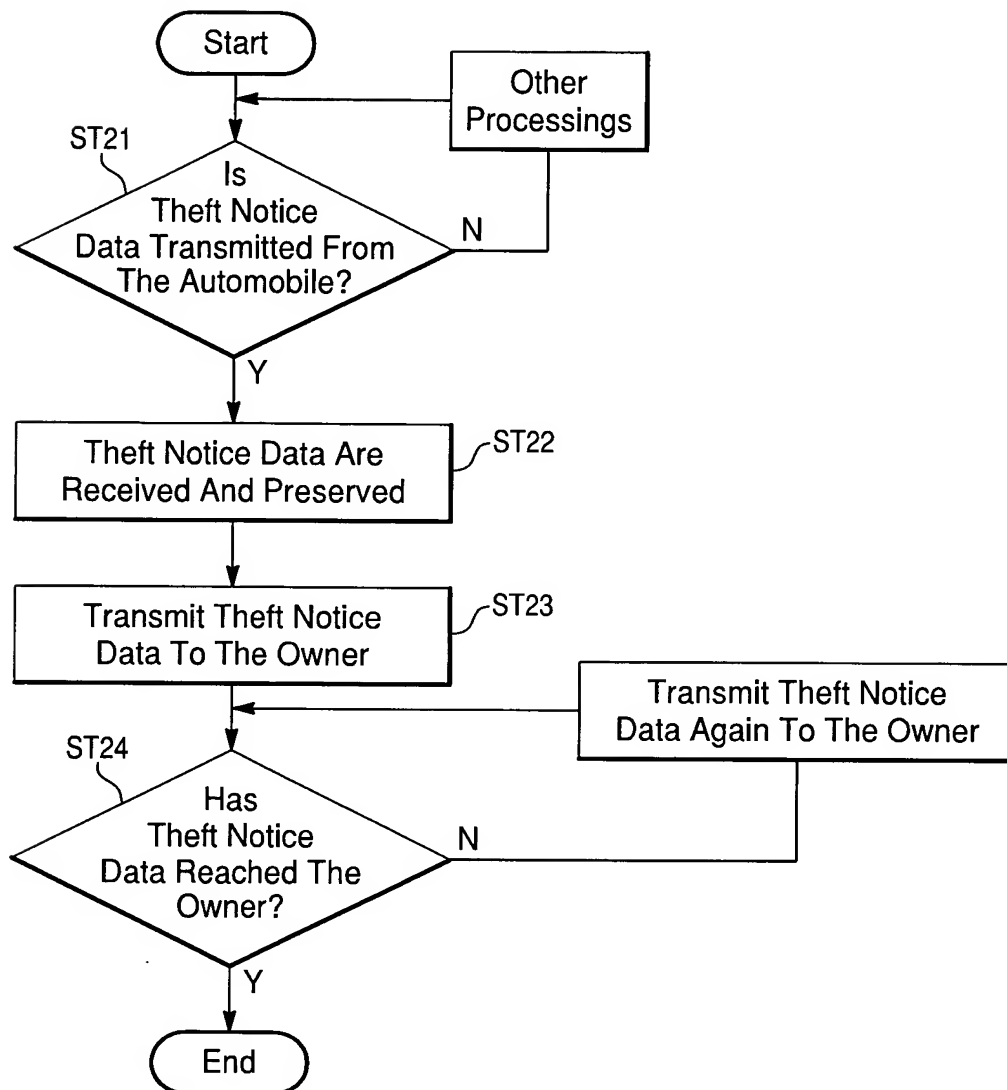 Start
Other
Processings
ST21
Is
Theft Notice
Data Transmitted From
The Automobile?
N
Y
Theft Notice Data Are
Received And Preserved
ST22
Transmit Theft Notice
Data To The Owner
ST23
Transmit Theft Notice
Data Again To The Owner
ST24
Has
Theft Notice
Data Reached The
Owner?
N
Y
End